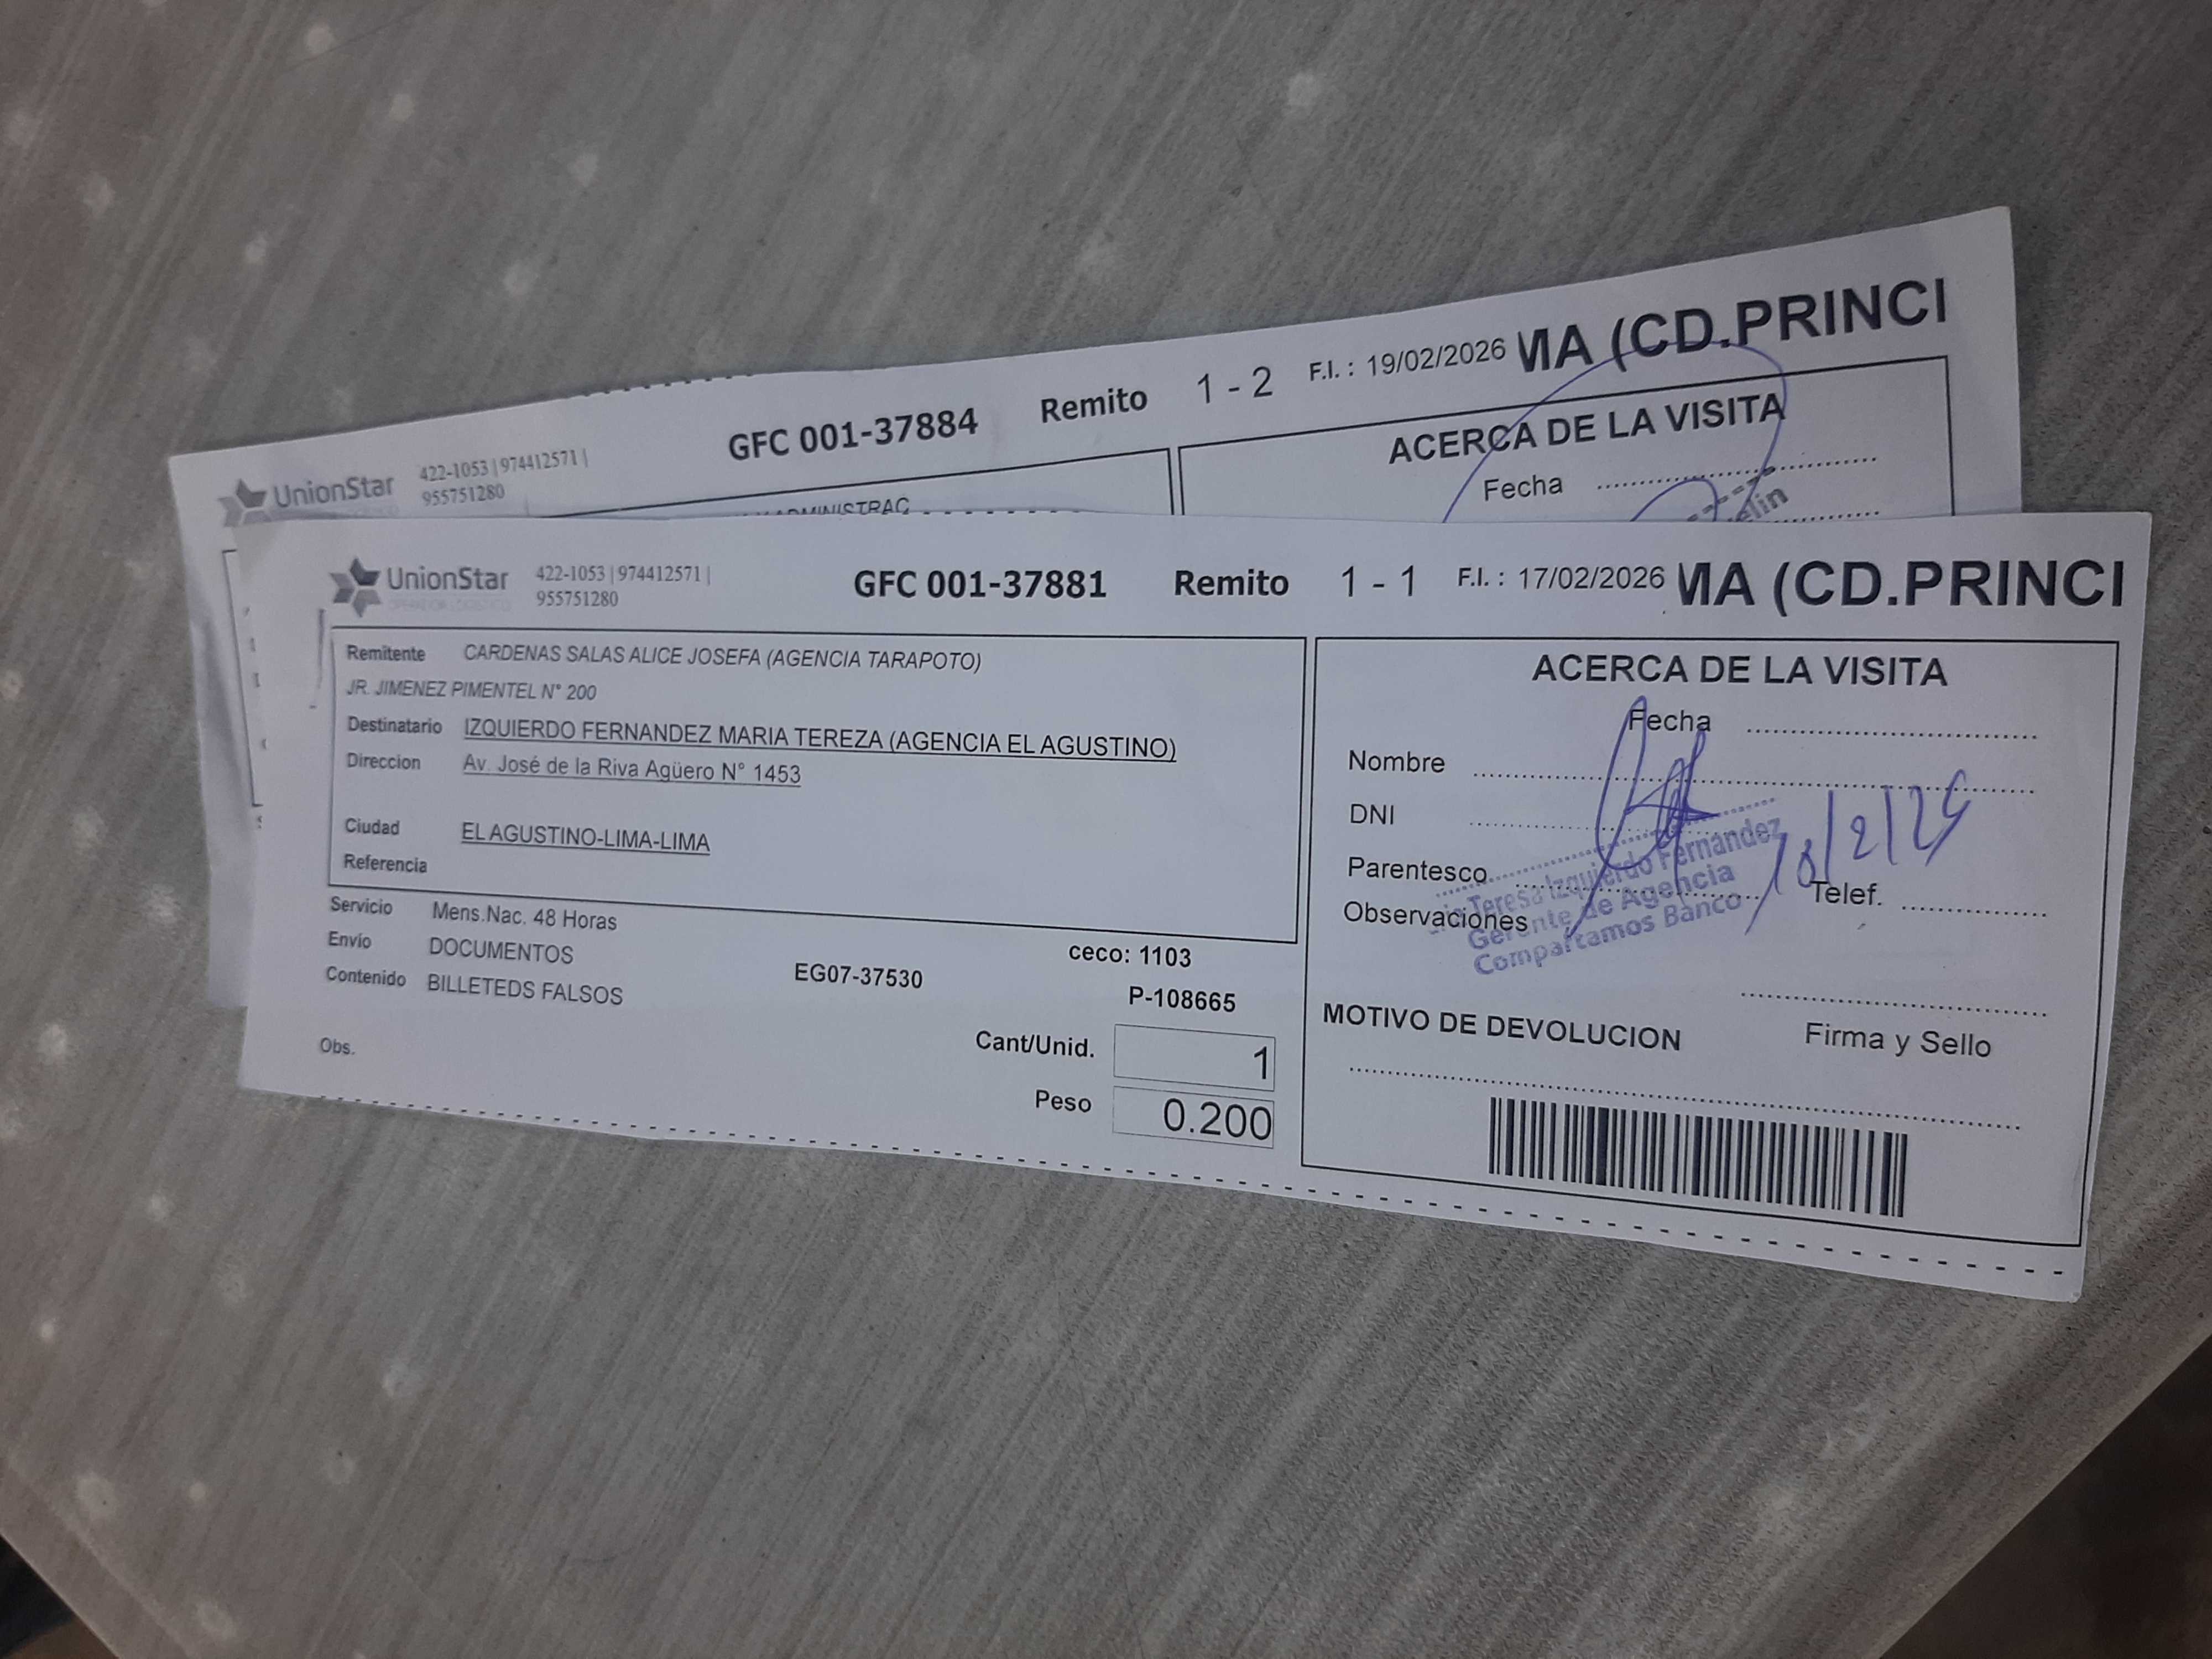 UnionStar 422-1053 | 974412571 | 955751280 GFC 001-37884 Remito 1 - 2 F.I. : 19/02/2026 MA (CD.PRINCI
ACERCA DE LA VISITA
Fecha
UnionStar 422-1053 | 974412571 | 955751280 GFC 001-37881 Remito 1 - 1 F.I. : 17/02/2026 MA (CD.PRINCI
Remitente CARDENAS SALAS ALICE JOSEFA (AGENCIA TARAPOTO)
JR. JIMENEZ PIMENTEL N° 200
Destinatario IZQUIERDO FERNANDEZ MARIA TEREZA (AGENCIA EL AGUSTINO)
Direccion Av. José de la Riva Agüero N° 1453
Ciudad EL AGUSTINO-LIMA-LIMA
Referencia
Servicio Mens.Nac. 48 Horas
Envio DOCUMENTOS
Contenido BILLETEDS FALSOS
EG07-37530
ceco: 1103
P-108665
Obs.
Cant/Unid. 1
Peso 0.200
ACERCA DE LA VISITA
Fecha
Nombre
DNI
Parentesco
Telef.
Observaciones
Teresa Izquierdo Fernández
Gerente de Agencia
Compartamos Banco
MOTIVO DE DEVOLUCION
Firma y Sello